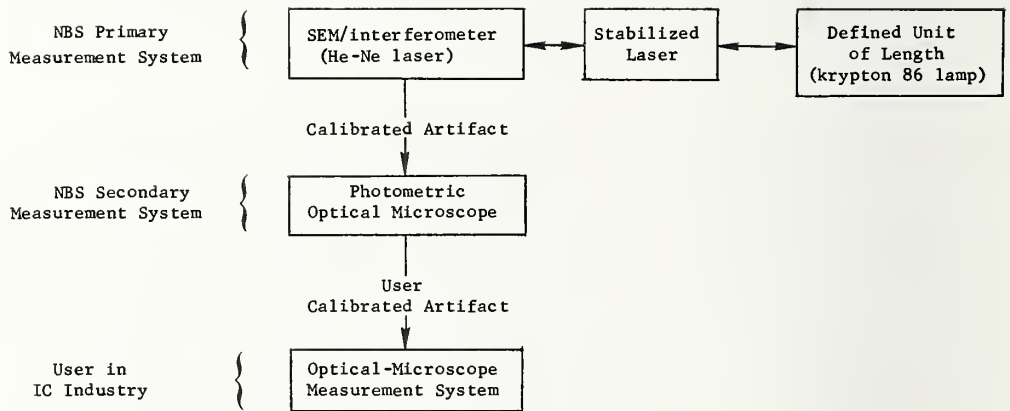 NBS Primary
Measurement System
SEM/interferometer
(He-Ne laser)
Stabilized
Laser
Defined Unit
of Length
(krypton 86 lamp)
Calibrated Artifact
NBS Secondary
Measurement System
Photometric
Optical Microscope
User
Calibrated Artifact
User in
IC Industry
Optical-Microscope
Measurement System